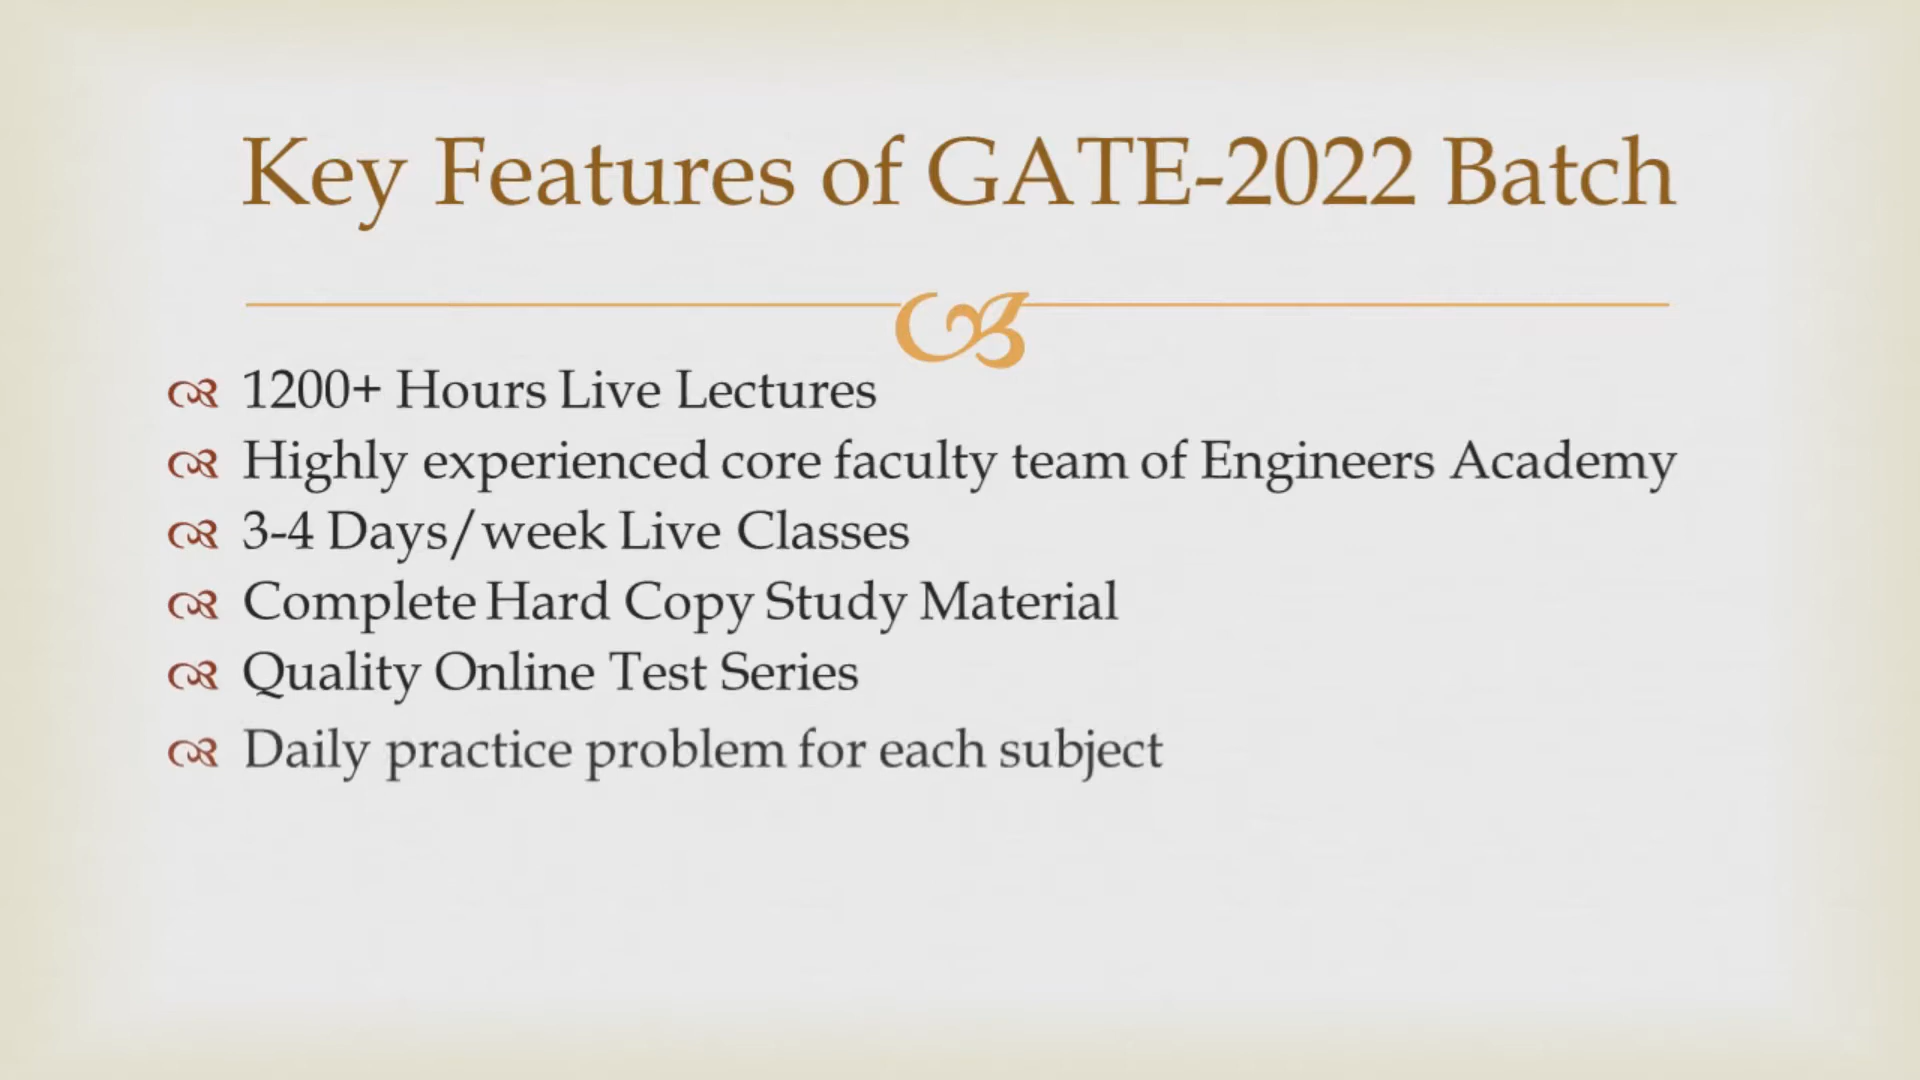 Key Features of GATE-2022 Batch
1200+ Hours Live Lectures
Highly experienced core faculty team of Engineers Academy
3-4 Days/week Live Classes
Complete Hard Copy Study Material
Quality Online Test Series
Daily practice problem for each subject